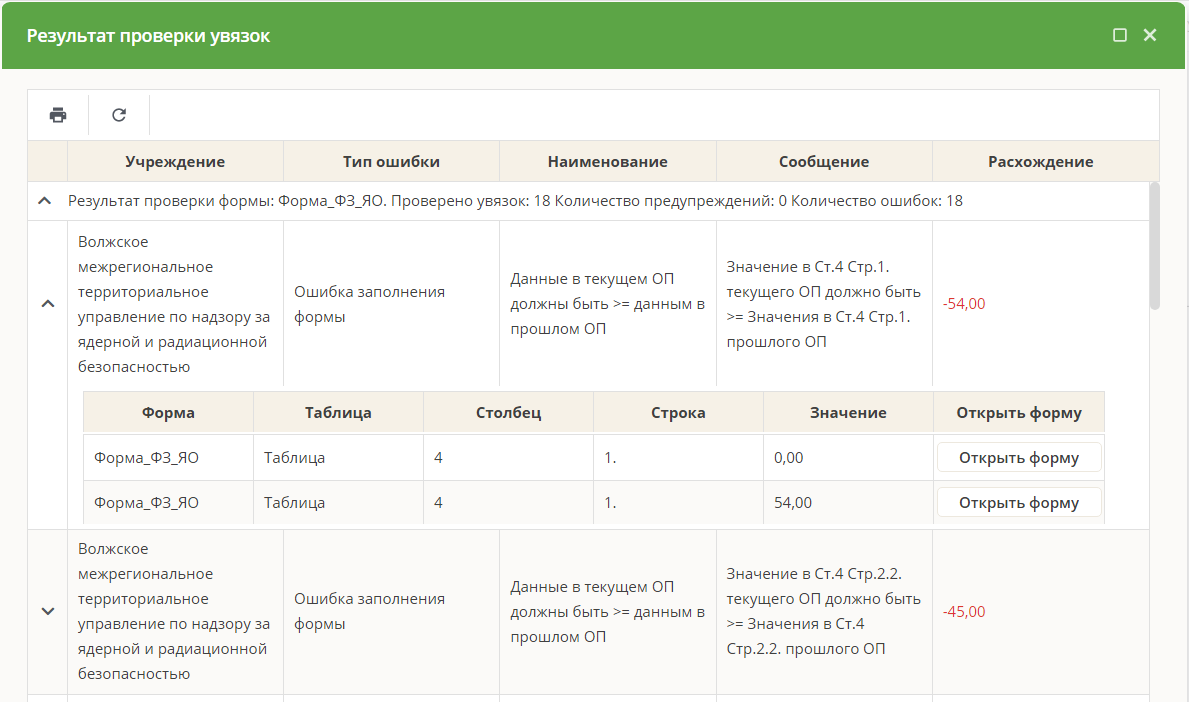 Результат проверки увязок
Учреждение Тип ошибки Наименование Сообщение Расхождение
Результат проверки формы: Форма_ФЗ_ЯО. Проверено увязок: 18 Количество предупреждений: 0 Количество ошибок: 18
Волжское
межрегиональное
территориальное
управление по надзору за
ядерной и радиационной
безопасностью
Ошибка заполнения
формы
Данные в текущем ОП
должны быть >= данным в
прошлом ОП
Значение в Ст.4 Стр.1.
текущего ОП должно быть
>= Значения в Ст.4 Стр.1.
прошлого ОП
-54,00
Форма Таблица Столбец Строка Значение Открыть форму
Форма_ФЗ_ЯО Таблица 4 1. 0,00 Открыть форму
Форма_ФЗ_ЯО Таблица 4 1. 54,00 Открыть форму
Волжское
межрегиональное
территориальное
управление по надзору за
ядерной и радиационной
безопасностью
Ошибка заполнения
формы
Данные в текущем ОП
должны быть >= данным в
прошлом ОП
Значение в Ст.4 Стр.2.2.
текущего ОП должно быть
>= Значения в Ст.4
Стр.2.2. прошлого ОП
-45,00